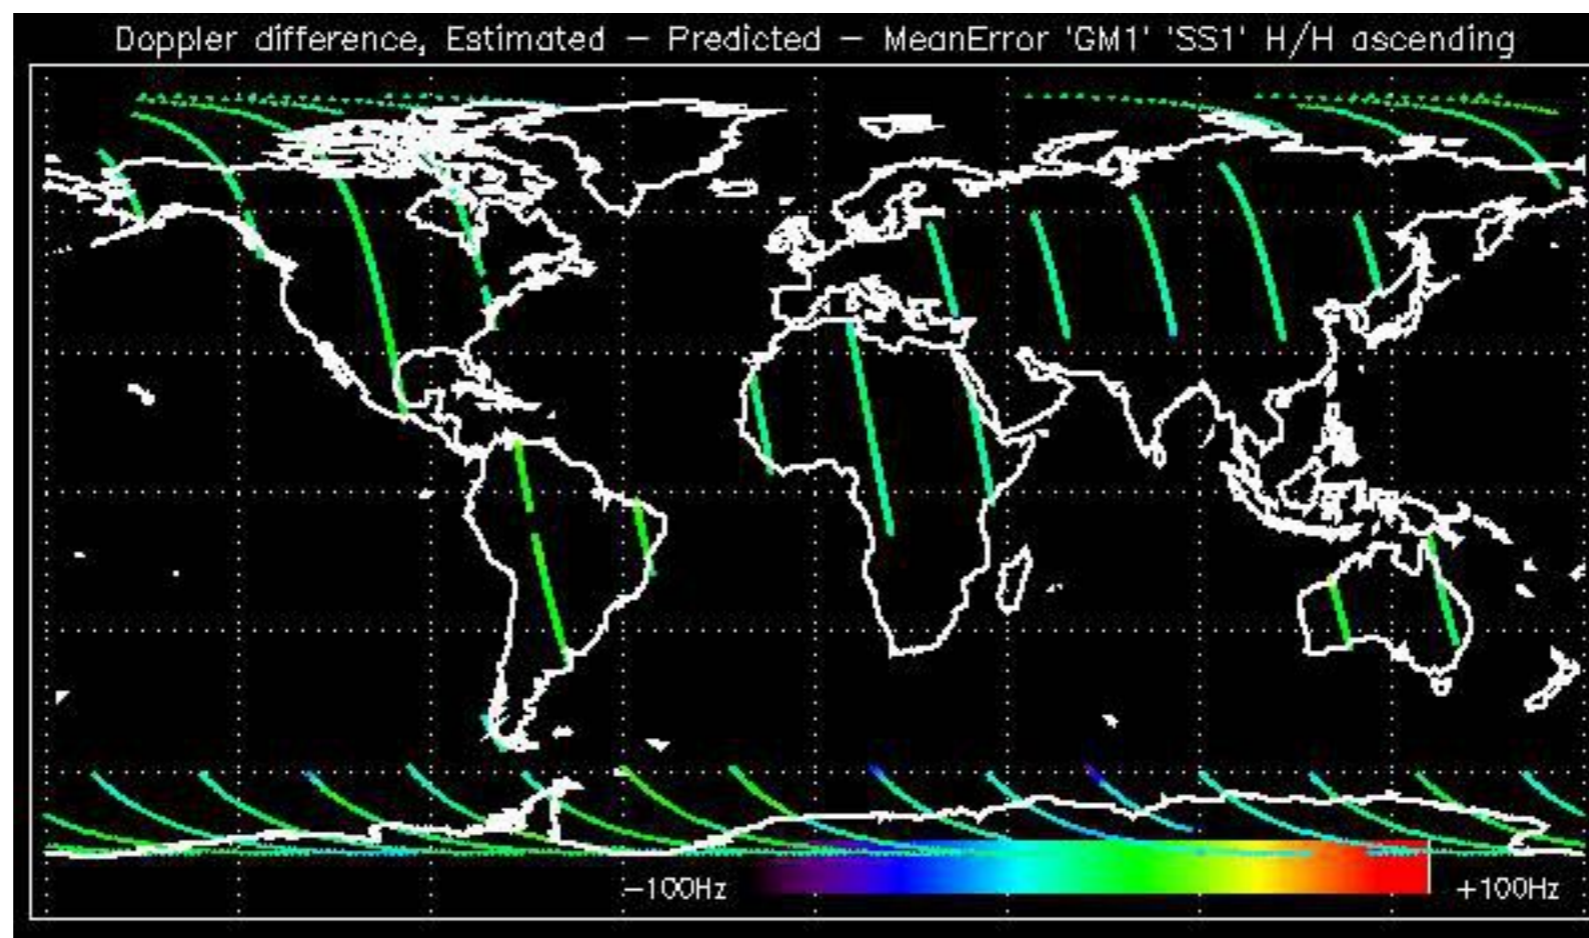 Doppler difference, Estimated — Predicted — MeanError 'GM1' 'SS1' H/H ascending
—100Hz +100Hz